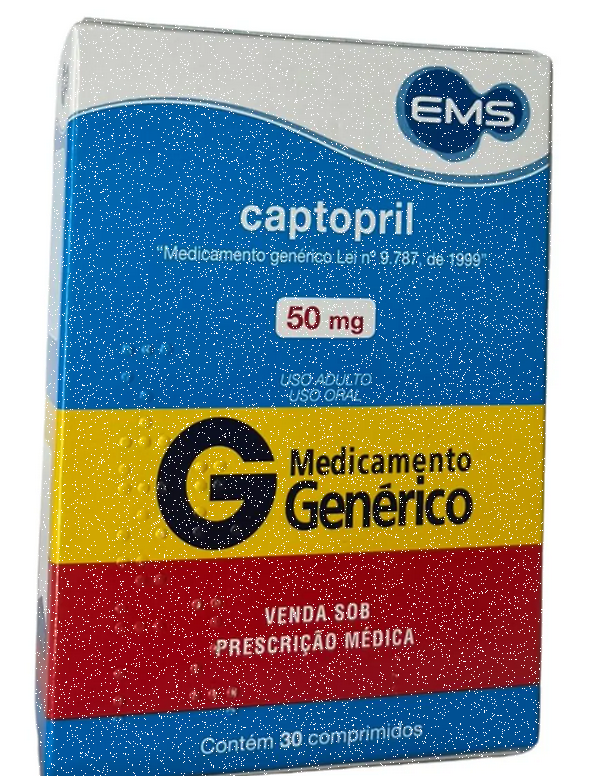 EMS
captopril
"Medicamento genérico Lei nº 9.787, de 1999"
50 mg
USO ADULTO
USO ORAL
G Medicamento
Genérico
VENDA SOB
PRESCRIÇÃO MÉDICA
Contém 30 comprimidos